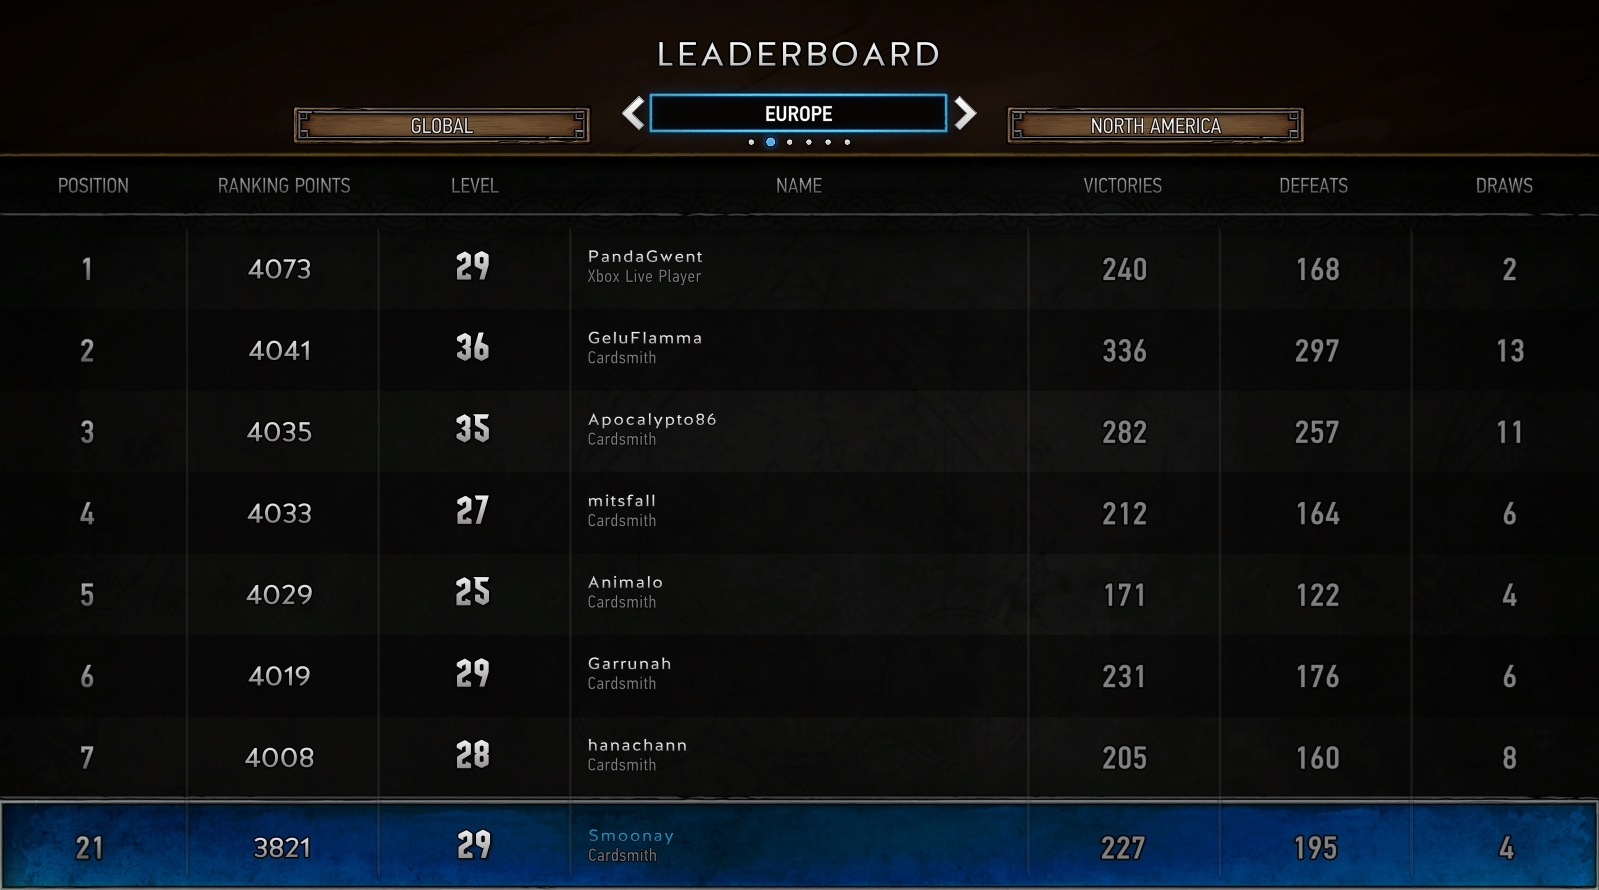 LEADERBOARD
GLOBAL EUROPE NORTH AMERICA
POSITION RANKING POINTS LEVEL NAME VICTORIES DEFEATS DRAWS
1 4073 29 PandaGwent 240 168 2
Xbox Live Player
2 4041 36 GeluFlamma 336 297 13
Cardsmith
3 4035 35 Apocalypto86 282 257 11
Cardsmith
4 4033 27 mitsfall 212 164 6
Cardsmith
5 4029 25 Animalo 171 122 4
Cardsmith
6 4019 29 Garrunah 231 176 6
Cardsmith
7 4008 28 hanachann 205 160 8
Cardsmith
21 3821 29 Smoonay 227 195 4
Cardsmith